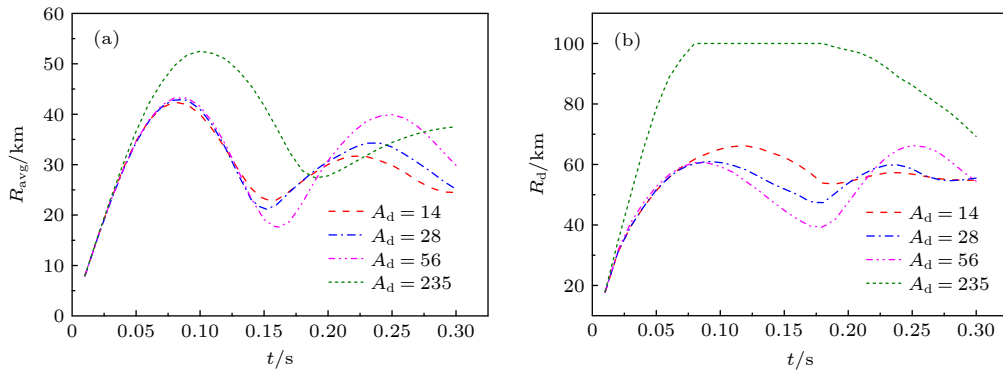 60
50
40
30
20
10
0
R_avg/km
(a)
A_d = 14
A_d = 28
A_d = 56
A_d = 235
0 0.05 0.10 0.15 0.20 0.25 0.30
t/s
100
80
60
40
20
R_d/km
(b)
A_d = 14
A_d = 28
A_d = 56
A_d = 235
0 0.05 0.10 0.15 0.20 0.25 0.30
t/s